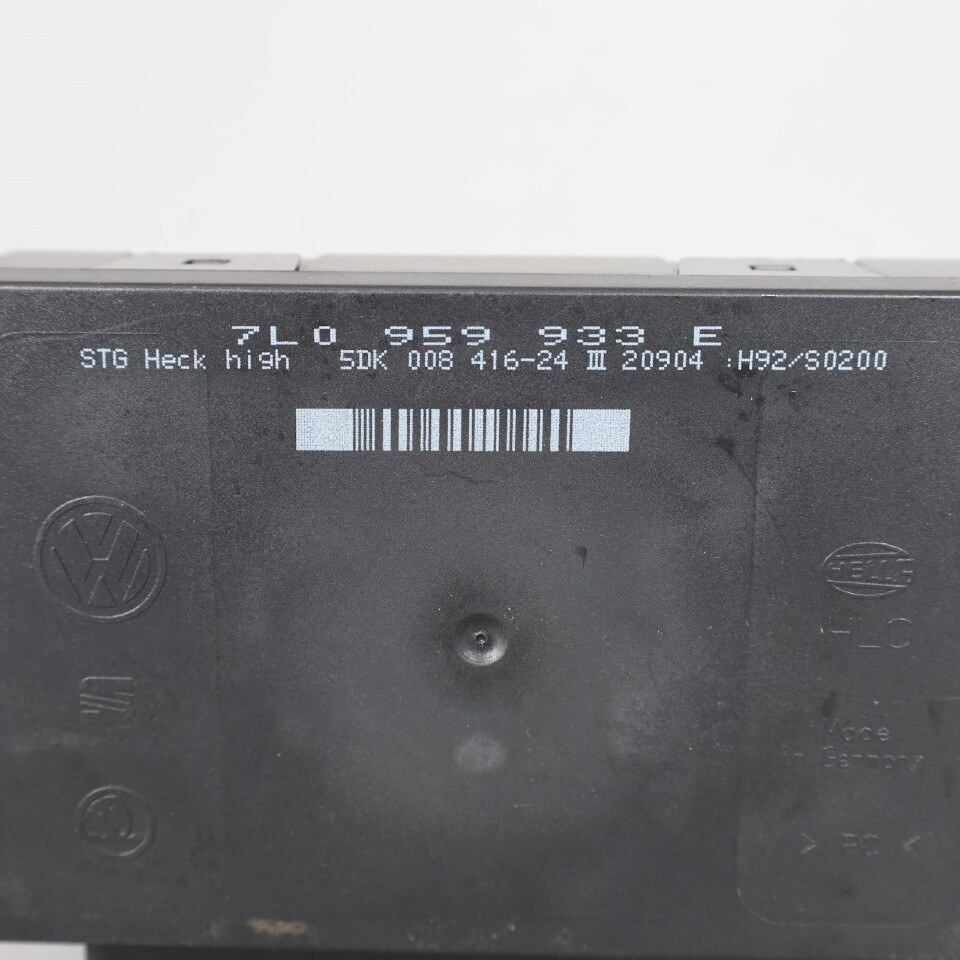 7L0 959 933 E
STG Heck high 5DK 008 416-24 III 20904 :H92/S0200
HELLA
HLO
Made
in Germany
> PC <